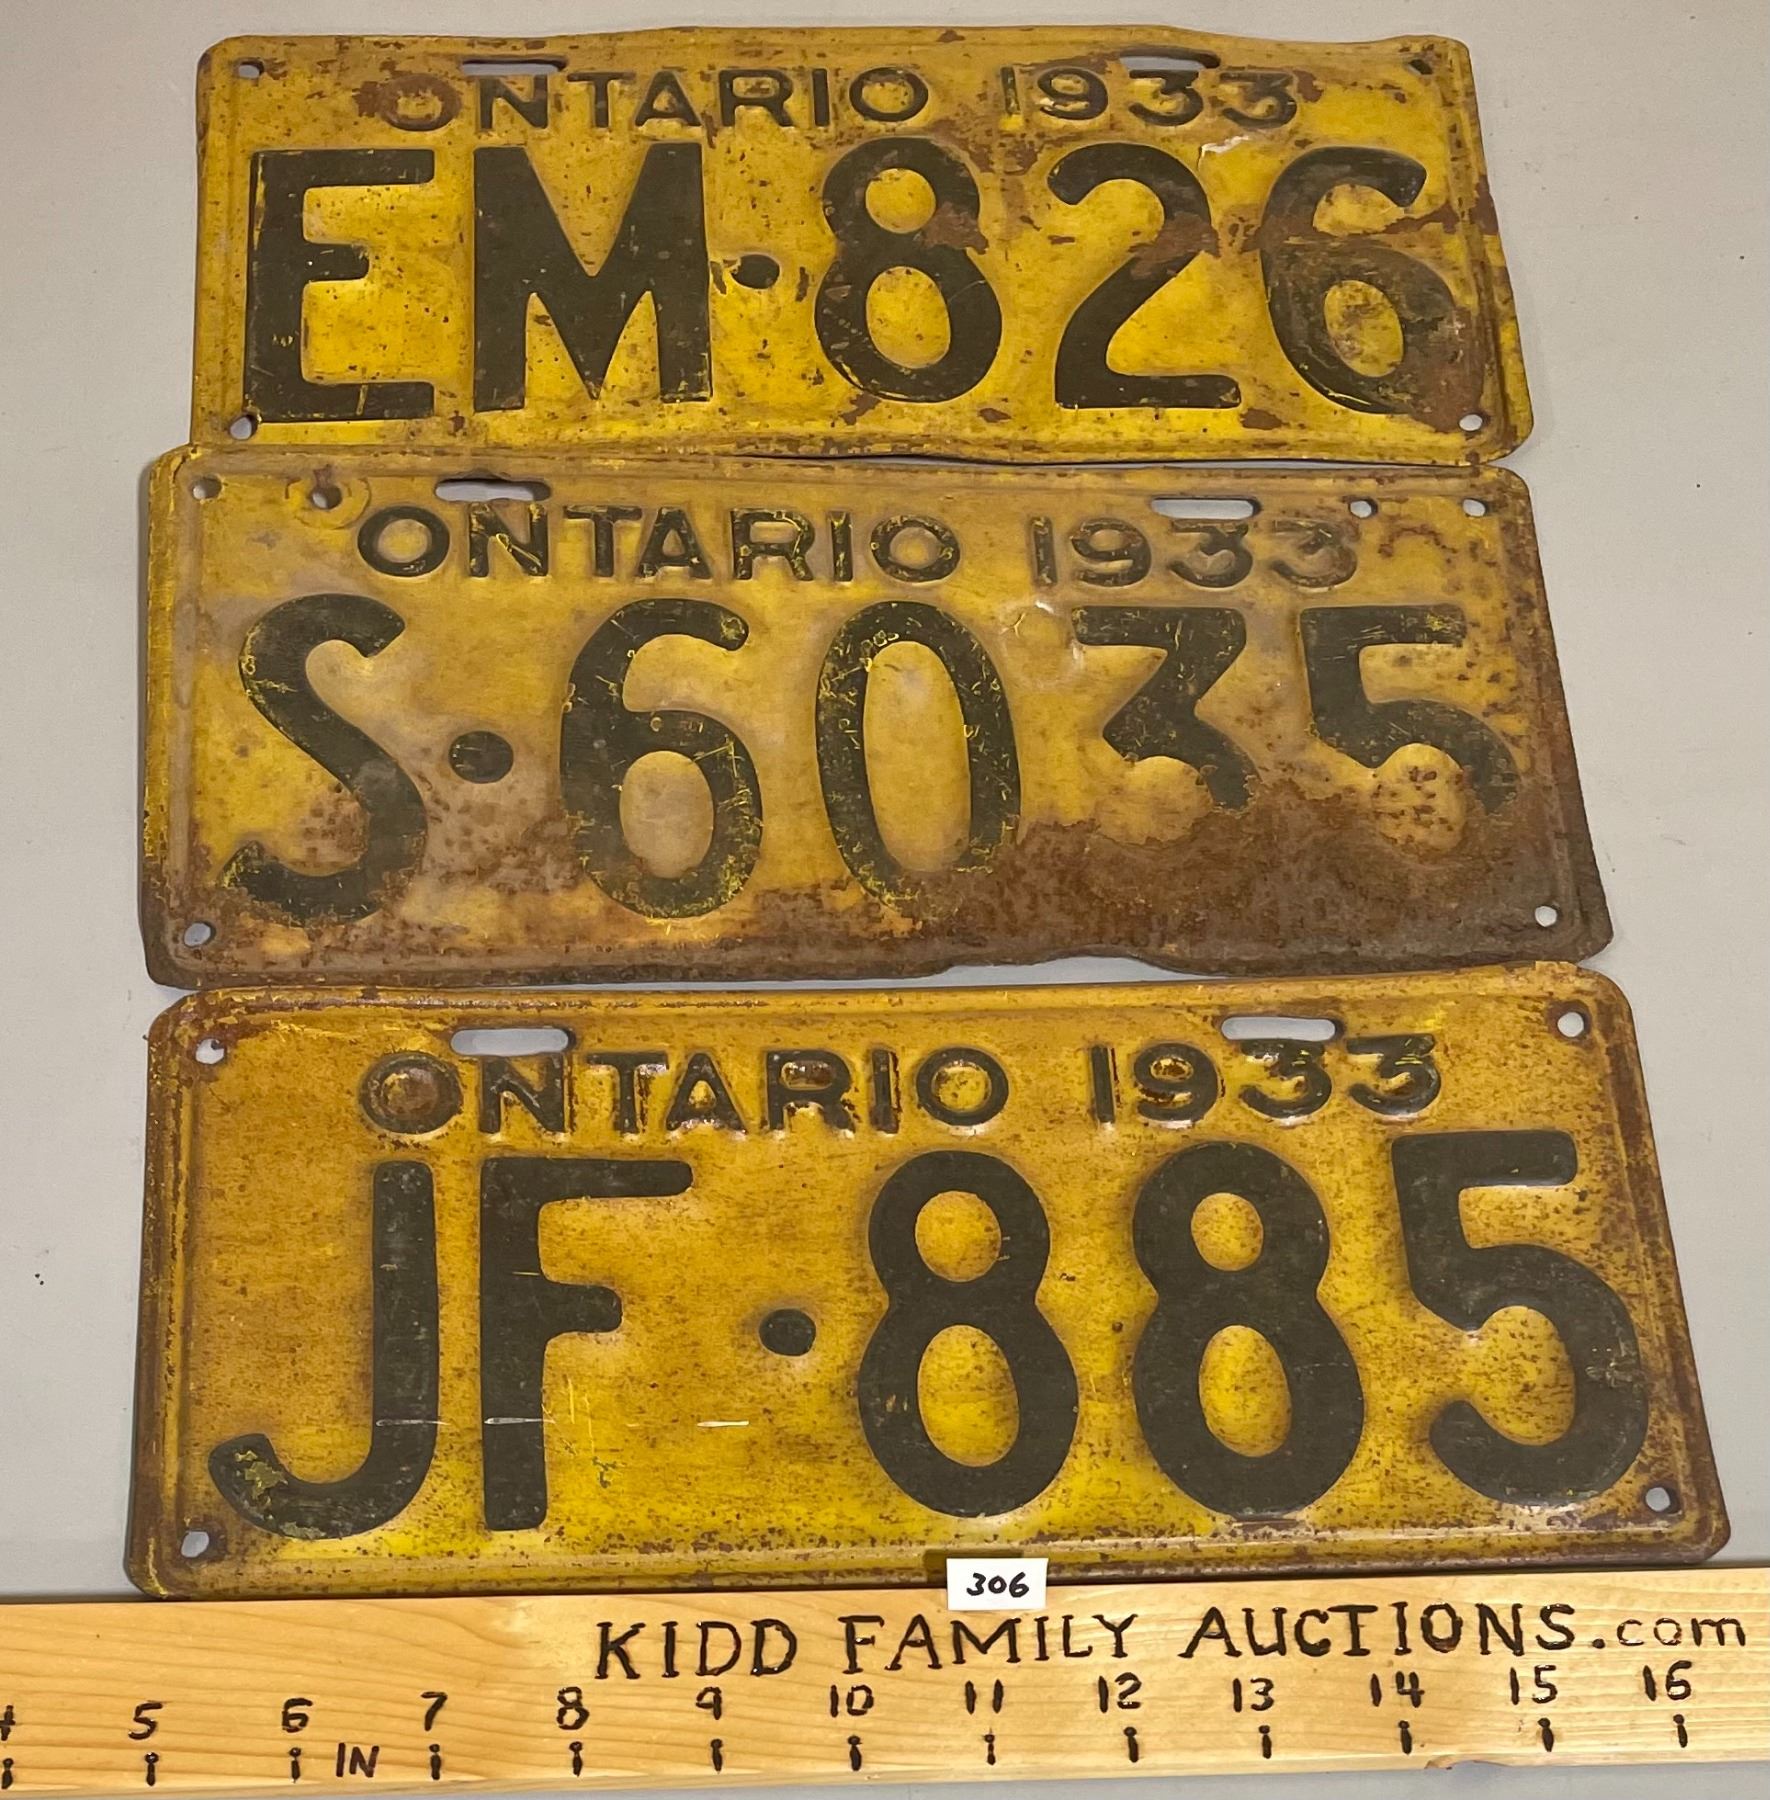 ONTARIO 1933
EM·826
ONTARIO 1933
S·6035
ONTARIO 1933
JF·885
306
KIDD FAMILY AUCTIONS.com
4 5 6 7 8 9 10 11 12 13 14 15 16
IN